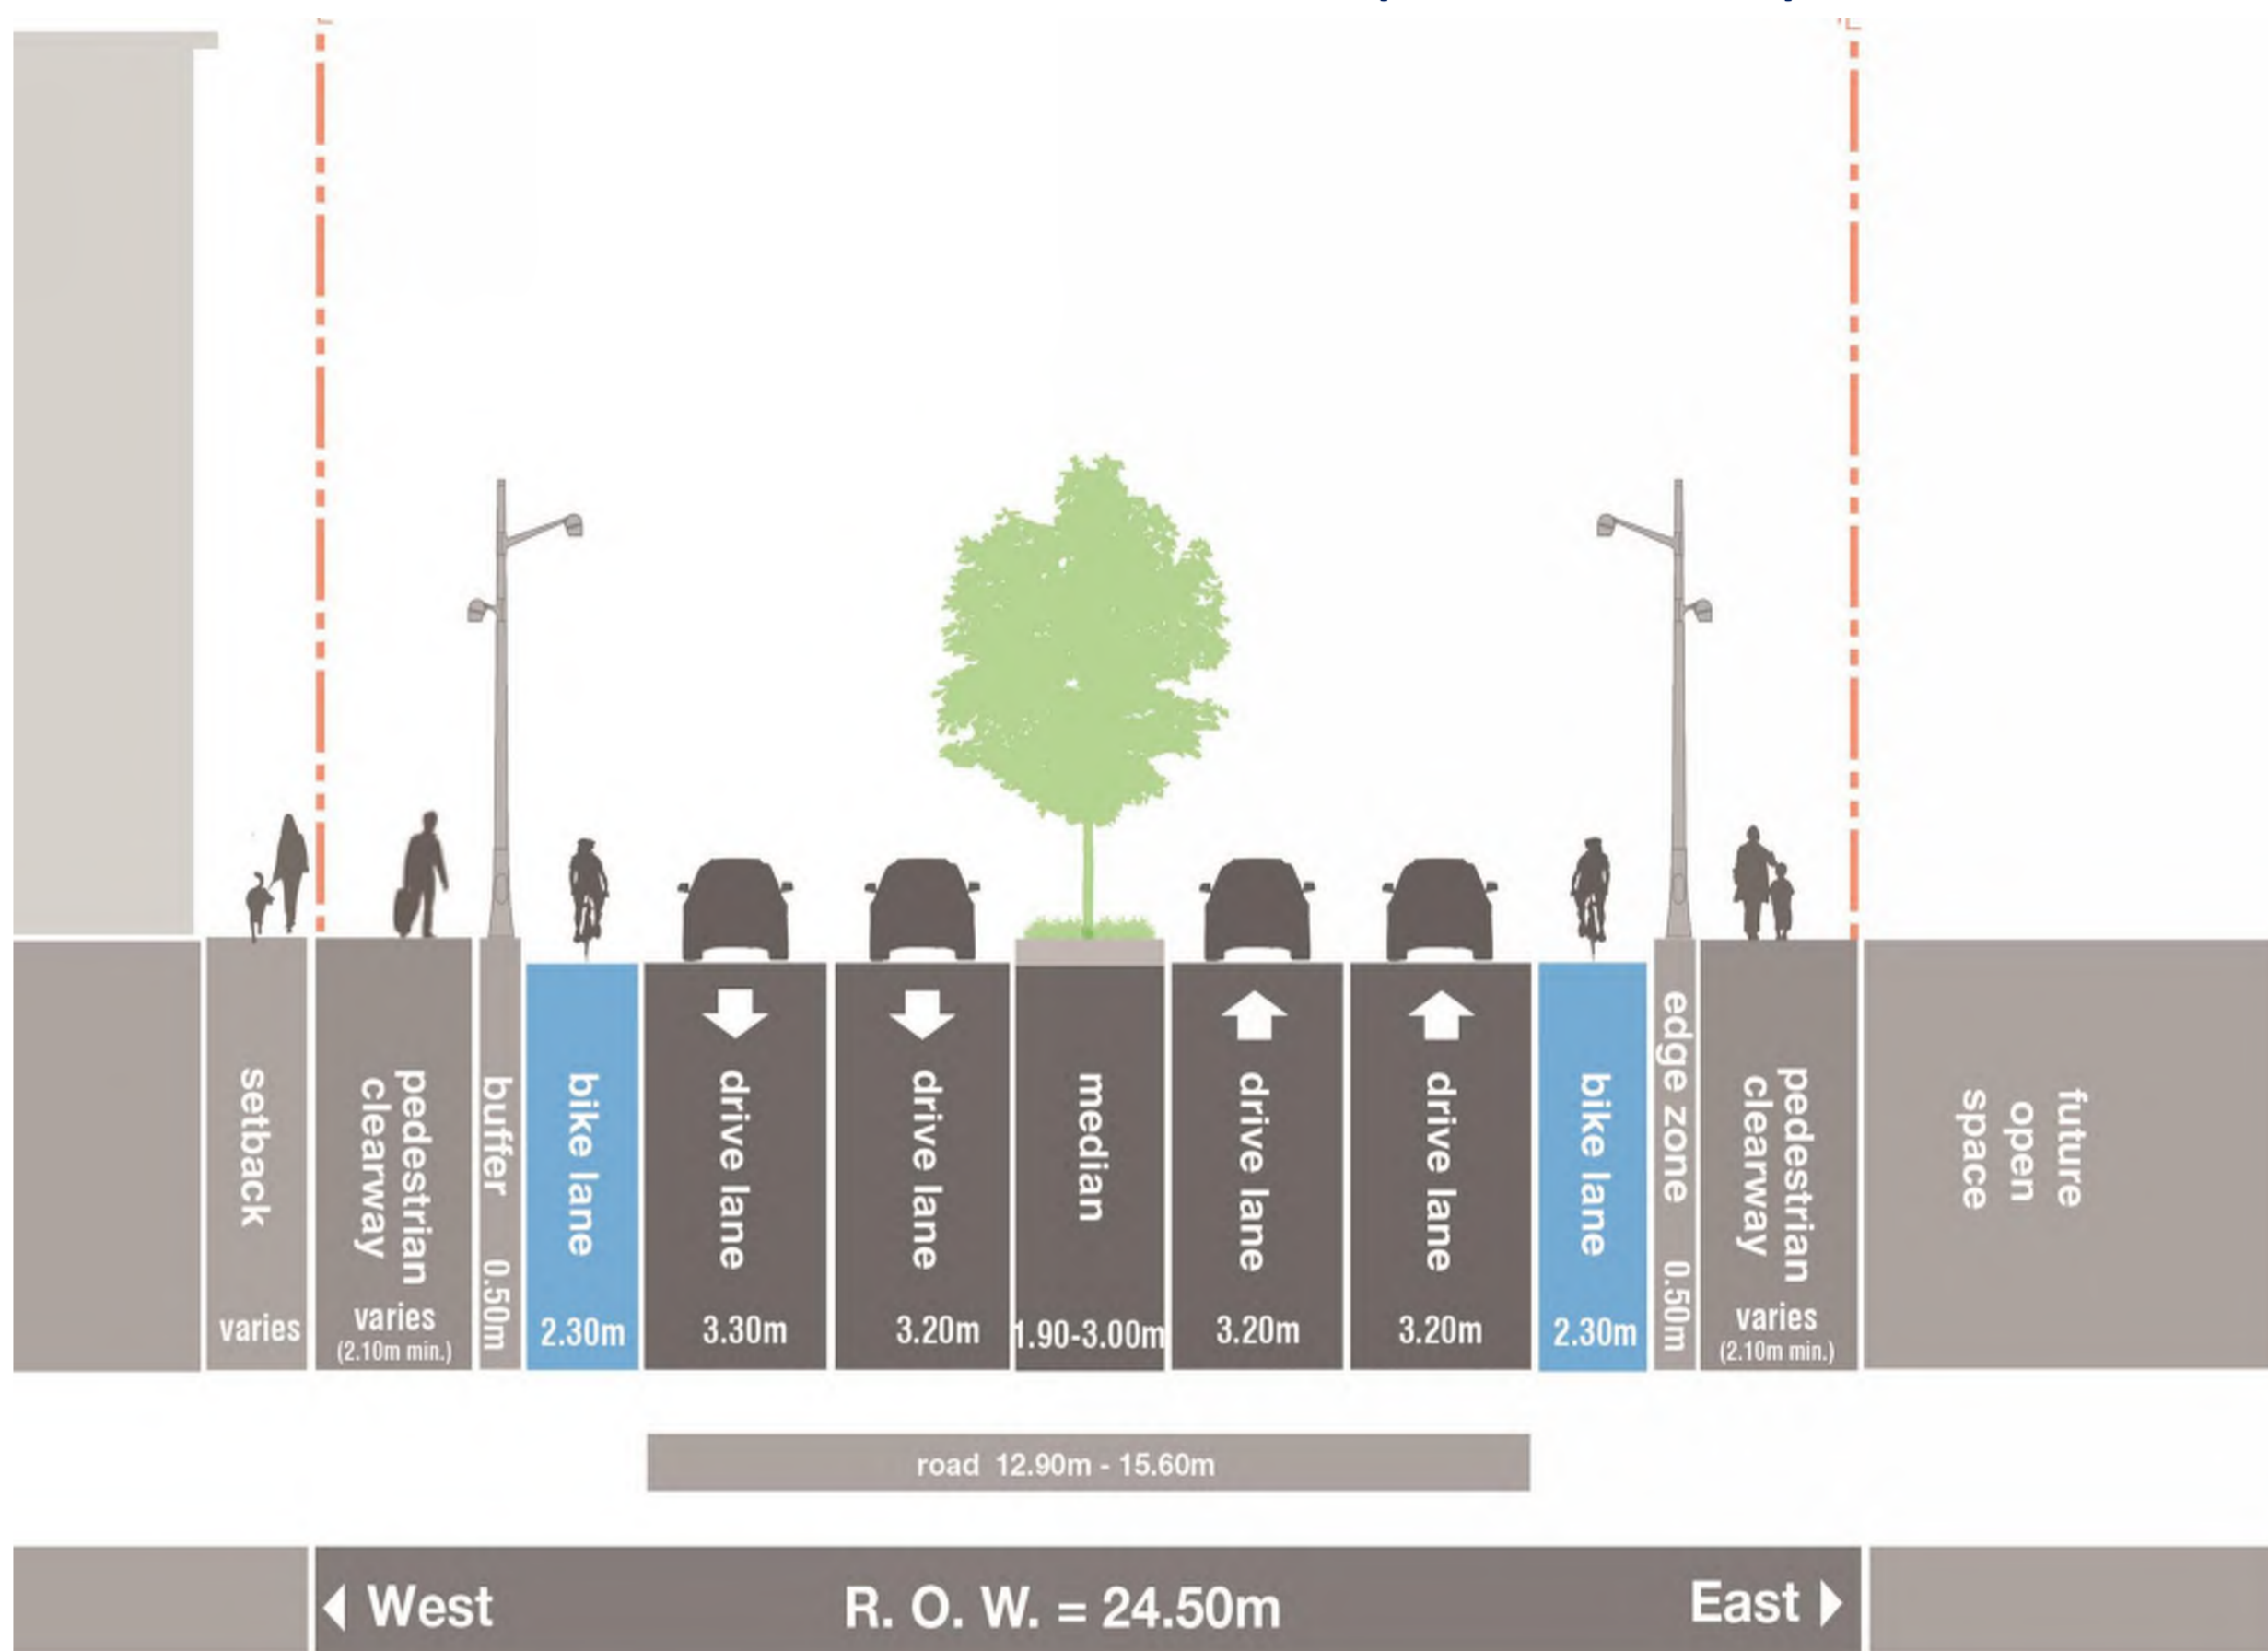 setback
varies
pedestrian
clearway
varies
(2.10m min.)
buffer 0.50m
bike lane
2.30m
drive lane
3.30m
drive lane
3.20m
median
1.90-3.00m
drive lane
3.20m
drive lane
3.20m
bike lane
2.30m
edge zone 0.50m
pedestrian
clearway
varies
(2.10m min.)
future
open
space
road 12.90m - 15.60m
West
R. O. W. = 24.50m
East